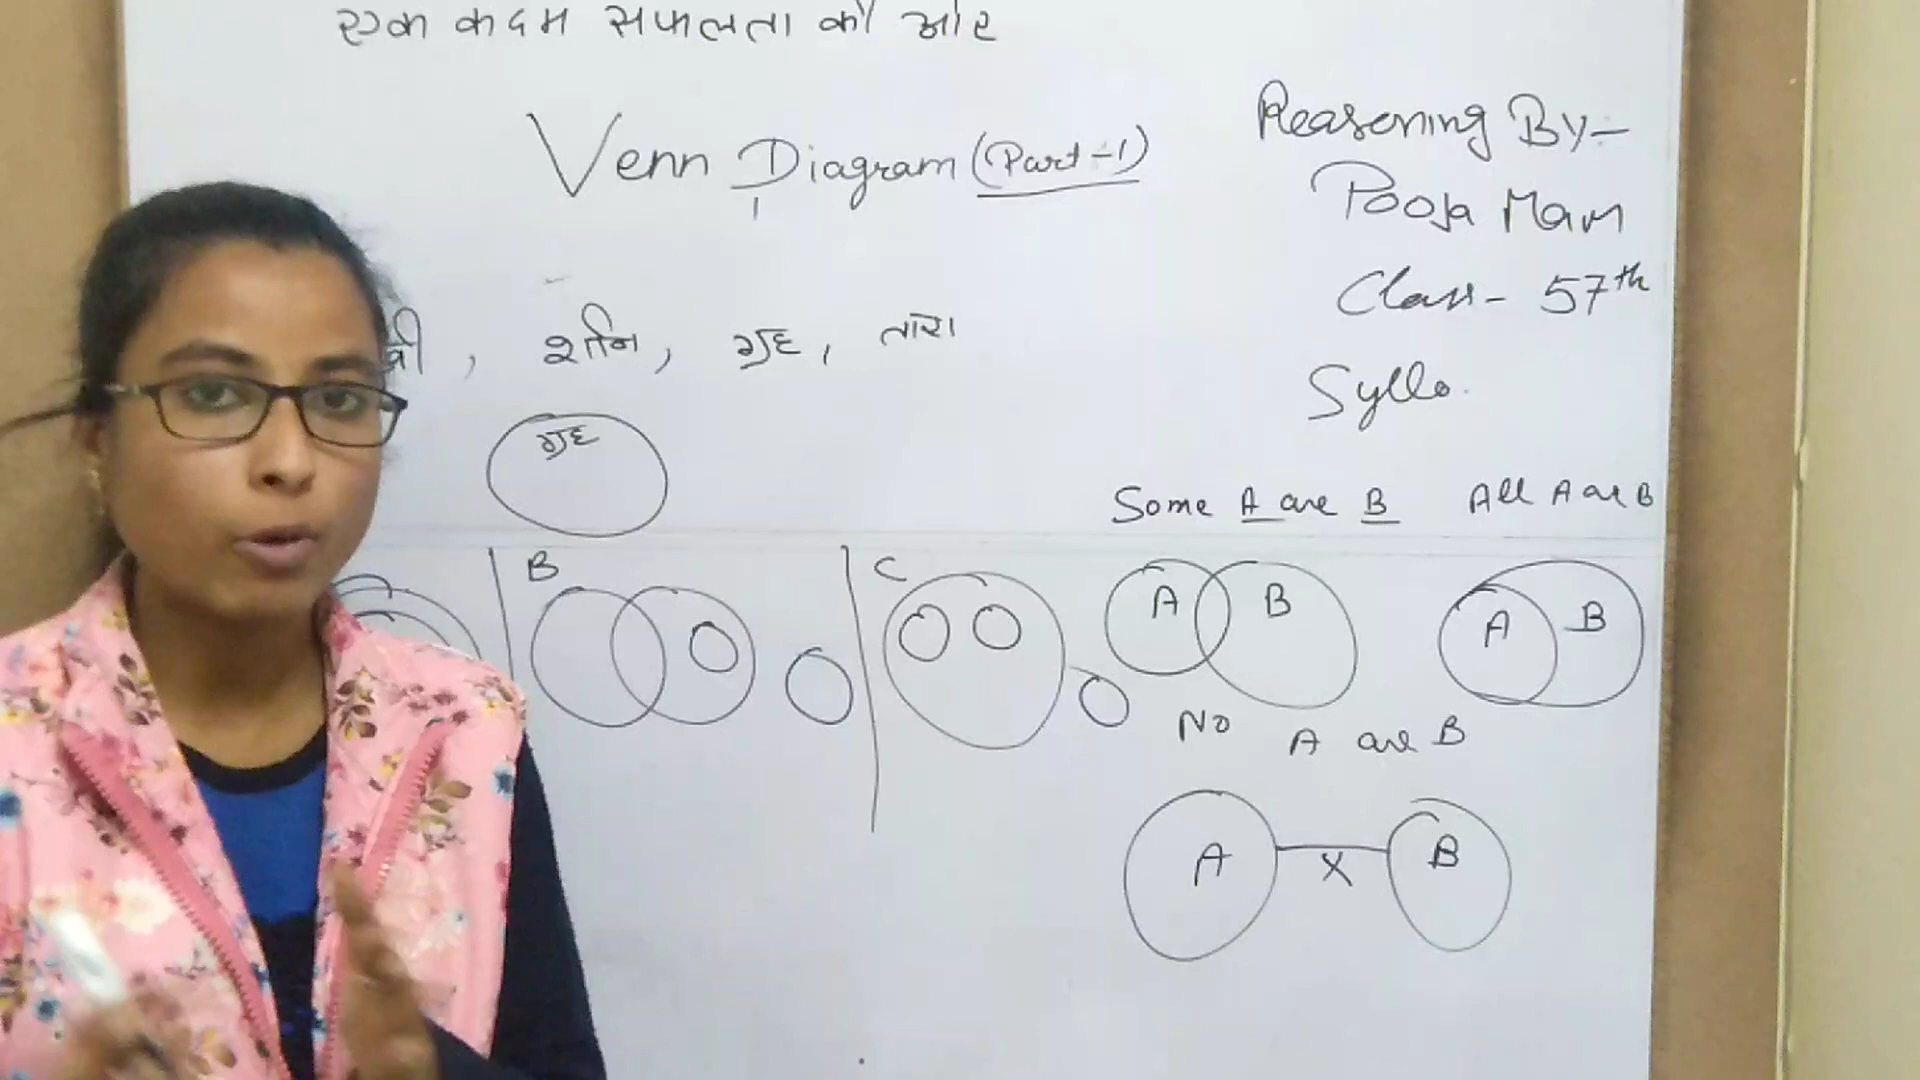 एक कदम सफलता की ओर
Venn Diagram (Part-1)
Reasoning By-
Pooja Mam
Class - 57th
Syllo.
, शनि, ग्रह, तारा
ग्रह
Some A are B
All A are B
B
C
A B
A B
No A are B
A X B